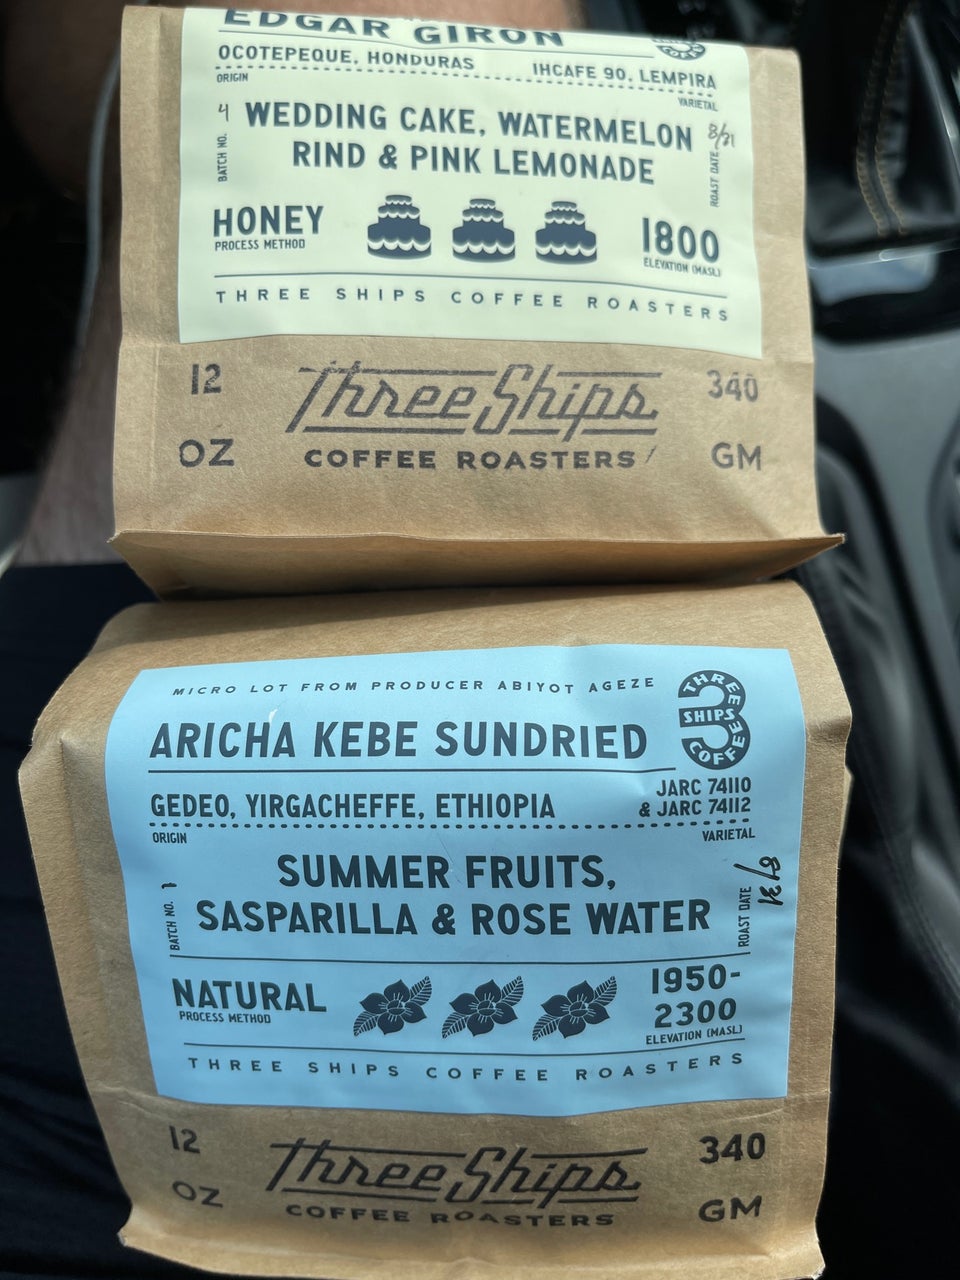 EDGAR GIRON
OCOTEPEQUE, HONDURAS
IHCAFE 90, LEMPIRA
ORIGIN
VARIETAL
WEDDING CAKE, WATERMELON
RIND & PINK LEMONADE
BATCH NO. 4
ROAST DATE 8/21
HONEY
PROCESS METHOD
1800
ELEVATION (MASL)
THREE SHIPS COFFEE ROASTERS
12
OZ
Three Ships
COFFEE ROASTERS
340
GM
MICRO LOT FROM PRODUCER ABIYOT AGEZE
THREE
SHIPS
COFFEE
ARICHA KEBE SUNDRIED
GEDEO, YIRGACHEFFE, ETHIOPIA
JARC 74110
& JARC 74112
ORIGIN
VARIETAL
SUMMER FRUITS,
SASPARILLA & ROSE WATER
BATCH NO. 1
ROAST DATE
NATURAL
PROCESS METHOD
1950-
2300
ELEVATION (MASL)
THREE SHIPS COFFEE ROASTERS
12
OZ
Three Ships
COFFEE ROASTERS
340
GM